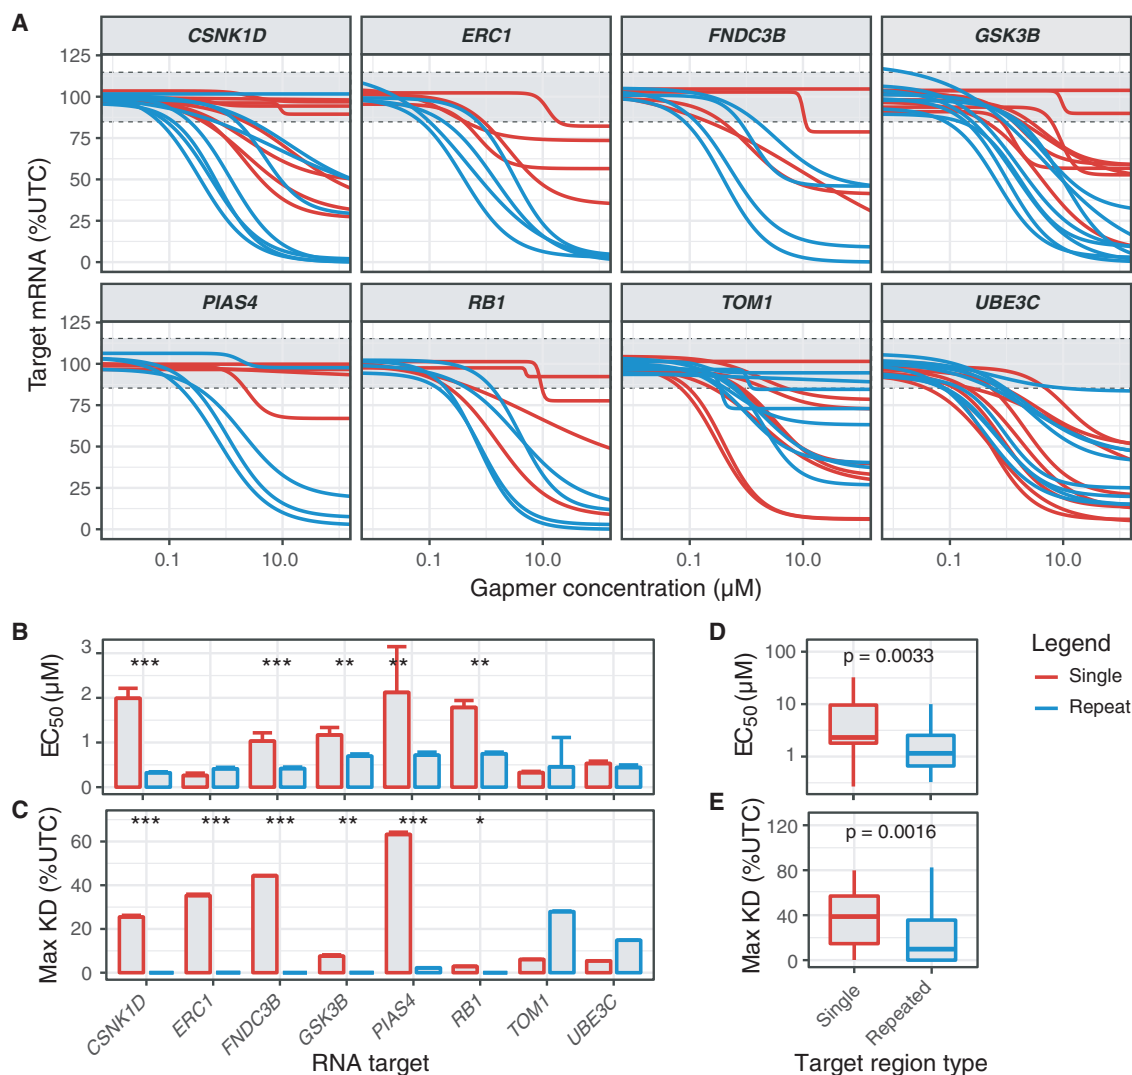 A
CSNK1D ERC1 FNDC3B GSK3B
125
100
75
50
25
0
PIAS4 RB1 TOM1 UBE3C
125
100
75
50
25
0
Target mRNA (%UTC)
0.1 10.0 0.1 10.0 0.1 10.0 0.1 10.0
Gapmer concentration (µM)
B
EC50 (µM)
3
2
1
0
*** *** ** ** **
C
Max KD (%UTC)
60
40
20
0
*** *** *** ** *** *
CSNK1D ERC1 FNDC3B GSK3B PIAS4 RB1 TOM1 UBE3C
RNA target
D
EC50 (µM)
100
10
1
p = 0.0033
E
Max KD (%UTC)
120
80
40
0
p = 0.0016
Single Repeated
Target region type
Legend
Single
Repeat